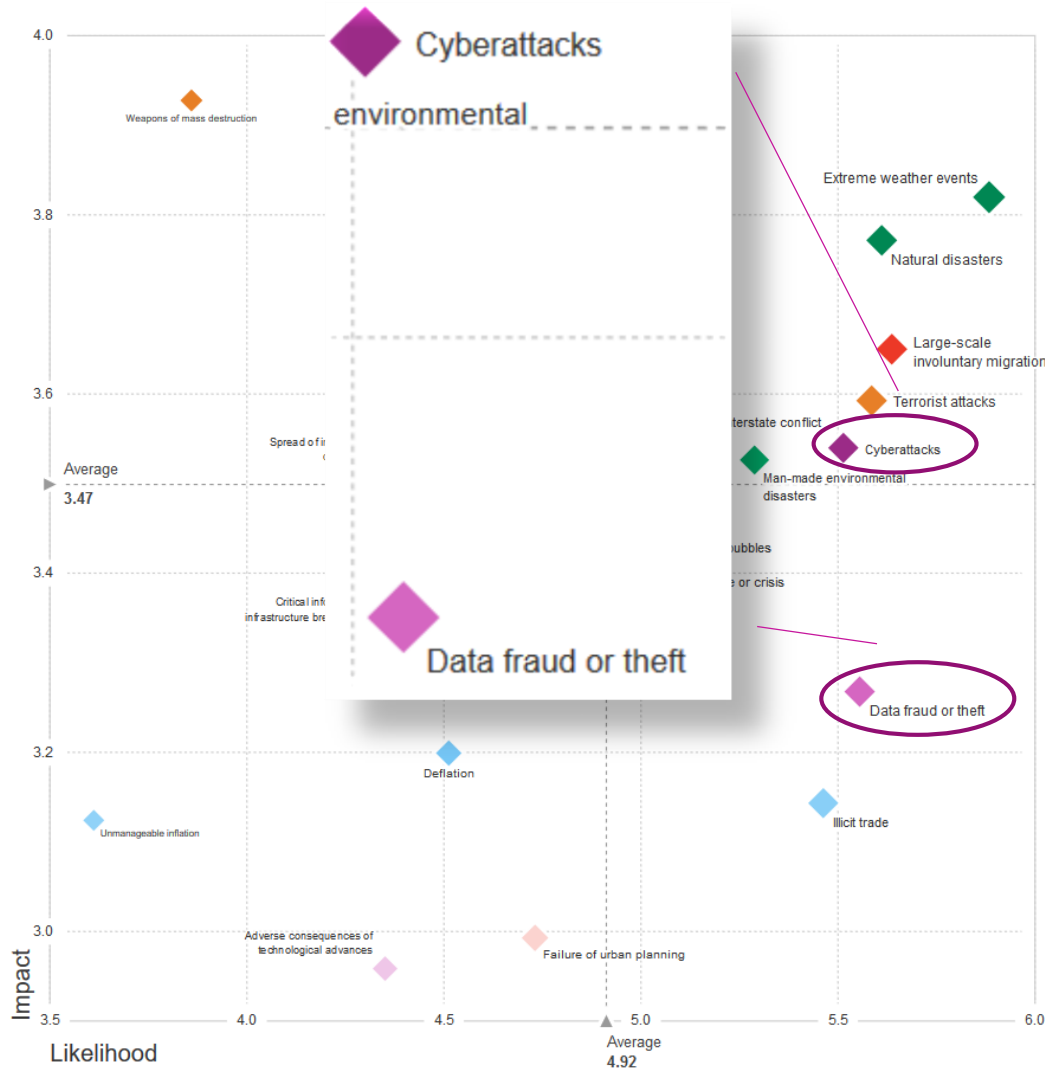 4.0
Cyberattacks
environmental
Weapons of mass destruction
Extreme weather events
3.8
Natural disasters
Large-scale
involuntary migration
3.6
Terrorist attacks
nterstate conflict
Spread of
Cyberattacks
Average
3.47
Man-made environmental
disasters
bubbles
3.4
e or crisis
Critical
infrastructure
Data fraud or theft
Data fraud or theft
3.2
Deflation
Unmanageable inflation
Illicit trade
3.0
Adverse consequences of
technological advances
Failure of urban planning
Impact
3.5
4.0
4.5
5.0
5.5
6.0
Average
4.92
Likelihood